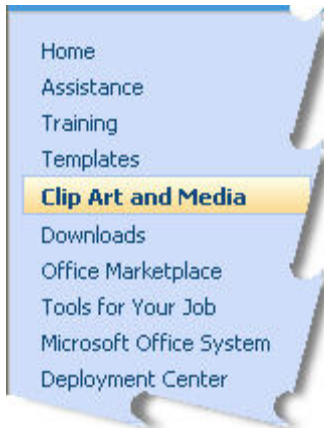 Home
Assistance
Training
Templates
Clip Art and Media
Downloads
Office Marketplace
Tools for Your Job
Microsoft Office System
Deployment Center